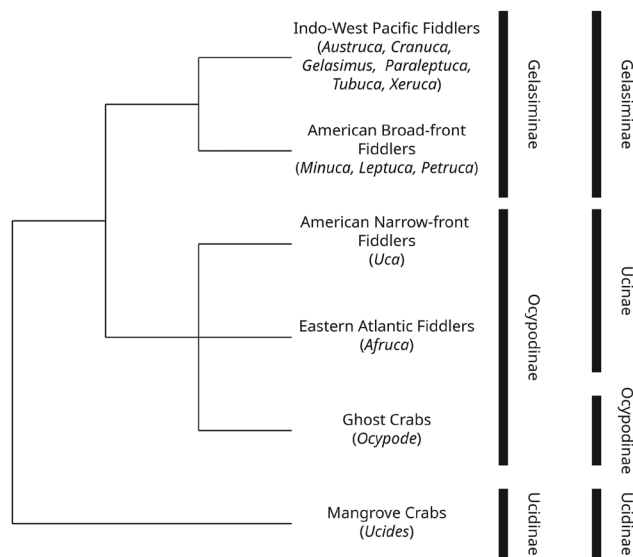 Indo-West Pacific Fiddlers
(Austruca, Cranuca,
Gelasimus, Paraleptuca,
Tubuca, Xeruca)
American Broad-front
Fiddlers
(Minuca, Leptuca, Petruca)
American Narrow-front
Fiddlers
(Uca)
Eastern Atlantic Fiddlers
(Afruca)
Ghost Crabs
(Ocypode)
Mangrove Crabs
(Ucides)
Gelasiminae
Ocypodinae
Ucidinae
Gelasiminae
Ucinae
Ocypodinae
Ucidinae